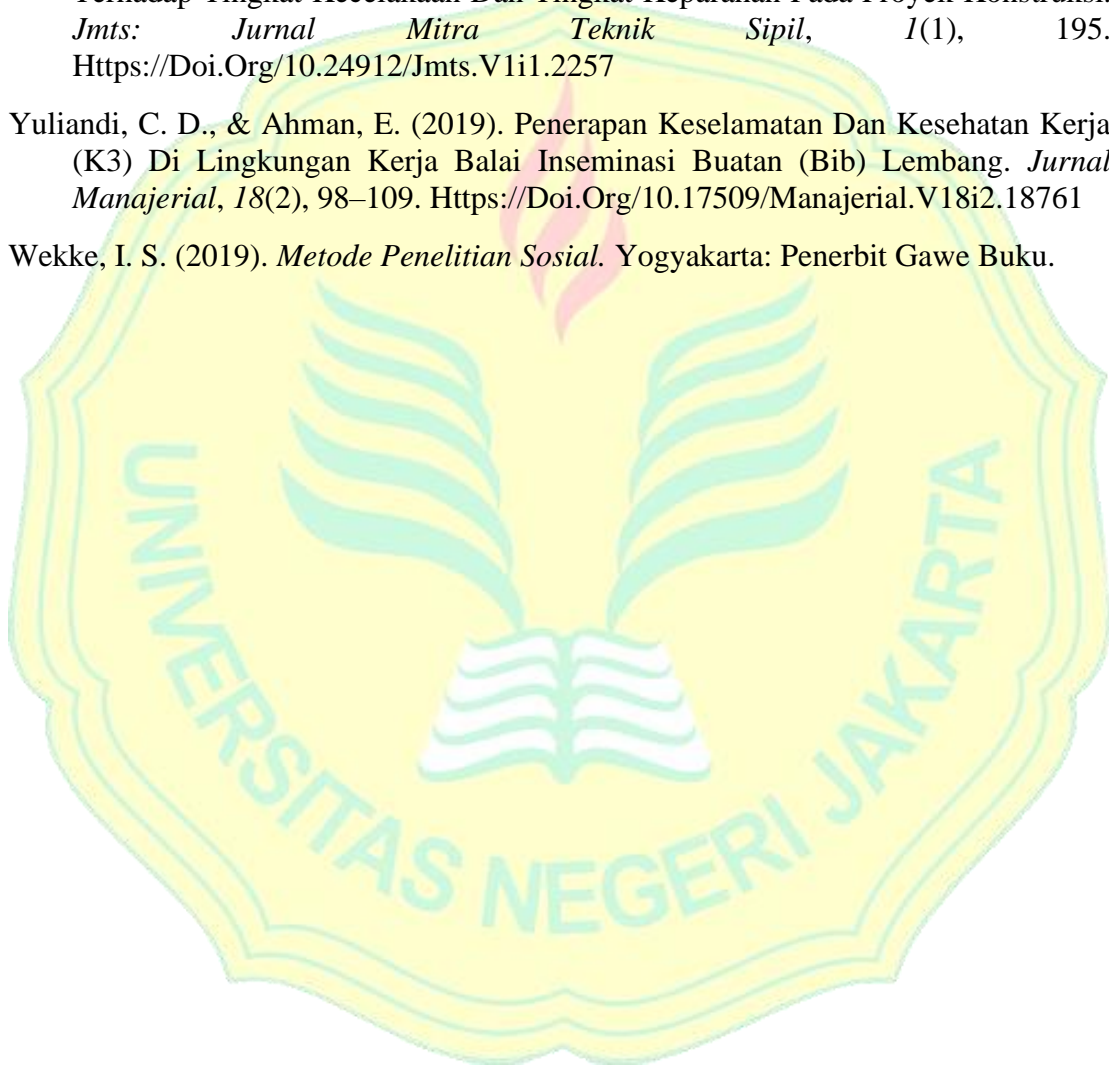 Terhadap Tingkat Kecelakaan Dan Tingkat Keparahan Pada Proyek Konstruksi.
Jmts: Jurnal Mitra Teknik Sipil, 1(1), 195.
Https://Doi.Org/10.24912/Jmts.V1i1.2257
Yuliandi, C. D., & Ahman, E. (2019). Penerapan Keselamatan Dan Kesehatan Kerja
(K3) Di Lingkungan Kerja Balai Inseminasi Buatan (Bib) Lembang. Jurnal
Manajerial, 18(2), 98–109. Https://Doi.Org/10.17509/Manajerial.V18i2.18761
Wekke, I. S. (2019). Metode Penelitian Sosial. Yogyakarta: Penerbit Gawe Buku.
UNIVERSITAS NEGERI JAKARTA